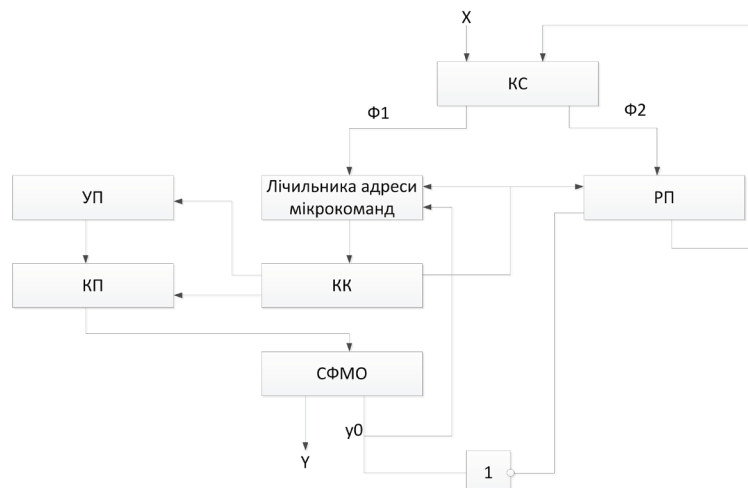 X
КС
Ф1
Ф2
Лічильника адреси
мікрокоманд
УП
РП
КП
КК
СФМО
y0
Y
1